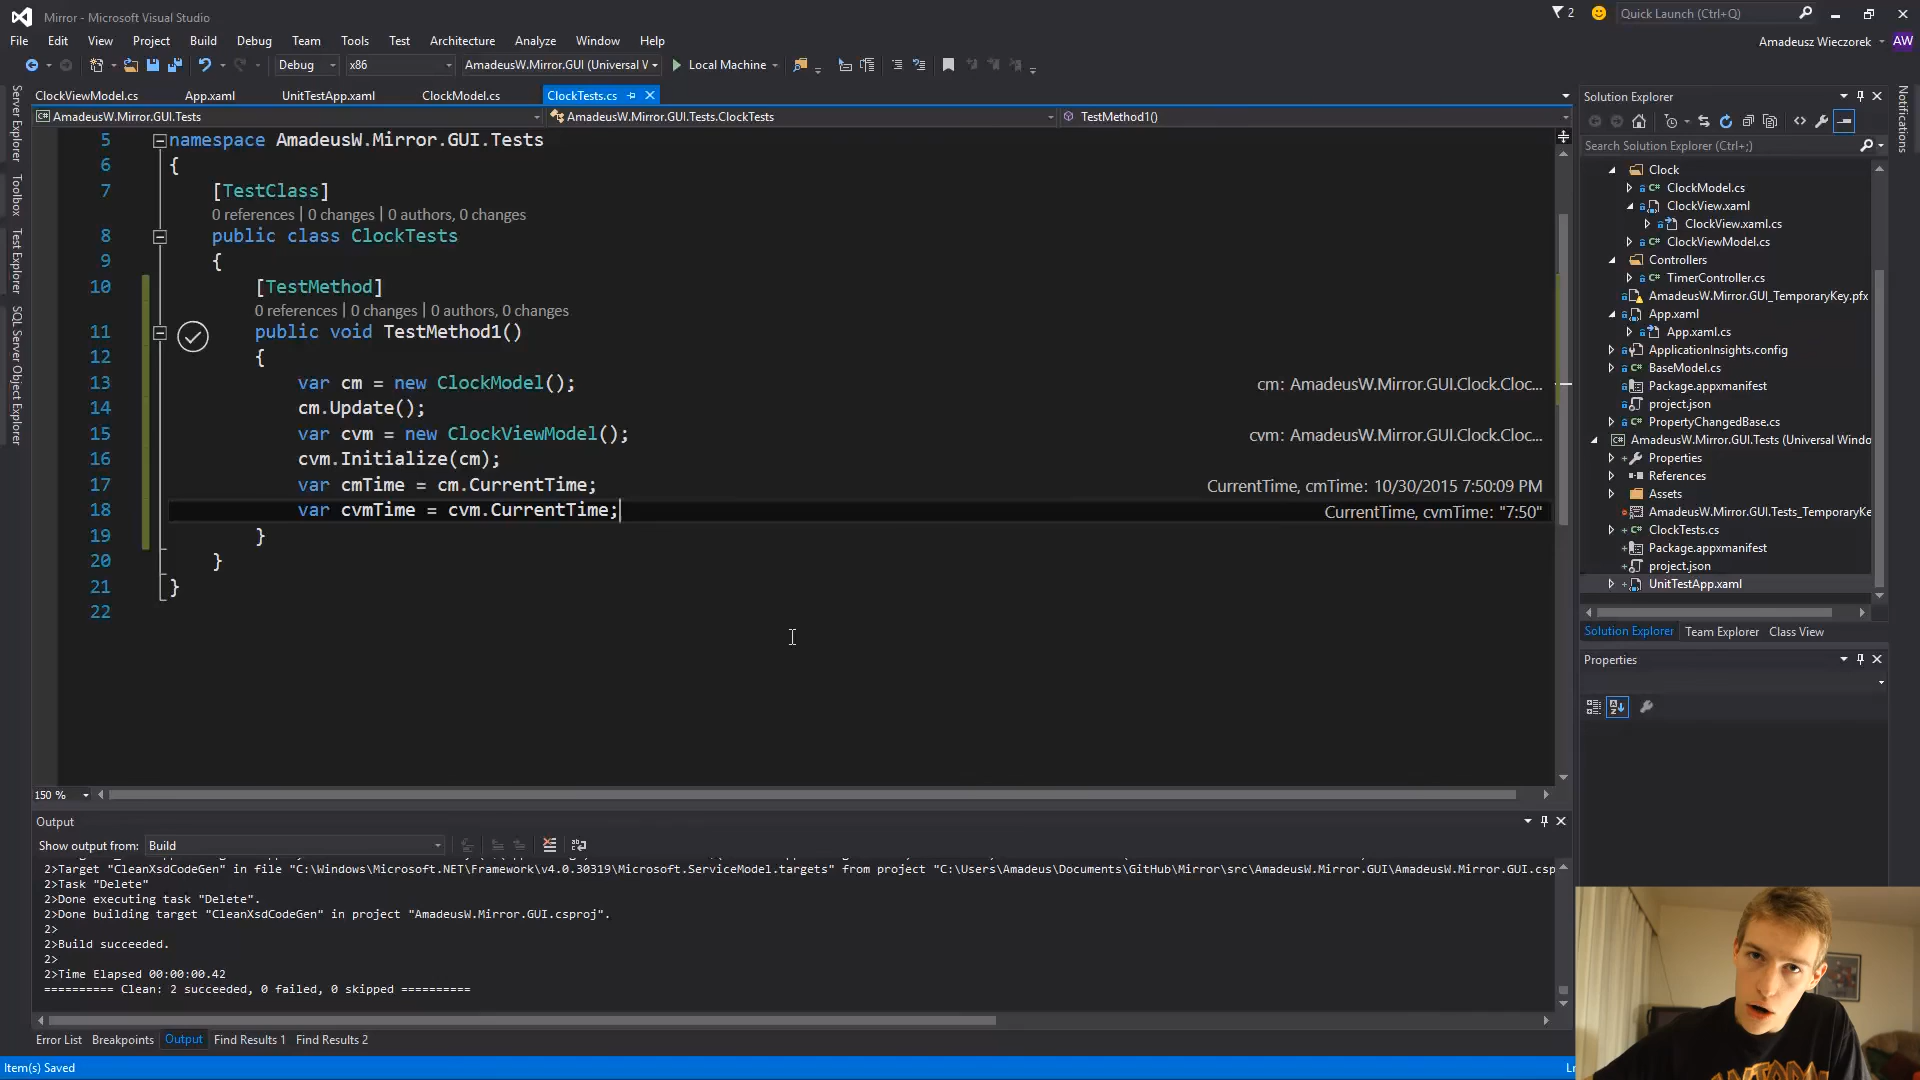 Mirror - Microsoft Visual Studio
2
Quick Launch (Ctrl+Q)
File Edit View Project Build Debug Team Tools Test Architecture Analyze Window Help
Amadeusz Wieczorek AW
Debug x86 AmadeusW.Mirror.GUI (Universal W Local Machine
ClockViewModel.cs App.xaml UnitTestApp.xaml ClockModel.cs ClockTests.cs
AmadeusW.Mirror.GUI.Tests AmadeusW.Mirror.GUI.Tests.ClockTests TestMethod1()
Server Explorer
Toolbox
Test Explorer
SQL Server Object Explorer
5 namespace AmadeusW.Mirror.GUI.Tests
6 {
7 [TestClass]
0 references | 0 changes | 0 authors, 0 changes
8 public class ClockTests
9 {
10 [TestMethod]
0 references | 0 changes | 0 authors, 0 changes
11 public void TestMethod1()
12 {
13 var cm = new ClockModel(); cm: AmadeusW.Mirror.GUI.Clock.Cloc...
14 cm.Update();
15 var cvm = new ClockViewModel(); cvm: AmadeusW.Mirror.GUI.Clock.Cloc...
16 cvm.Initialize(cm);
17 var cmTime = cm.CurrentTime; CurrentTime, cmTime: 10/30/2015 7:50:09 PM
18 var cvmTime = cvm.CurrentTime; CurrentTime, cvmTime: "7:50"
19 }
20 }
21 }
22
150 %
Output
Show output from: Build
2>Target "CleanXsdCodeGen" in file "C:\Windows\Microsoft.NET\Framework\v4.0.30319\Microsoft.ServiceModel.targets" from project "C:\Users\Amadeus\Documents\GitHub\Mirror\src\AmadeusW.Mirror.GUI\AmadeusW.Mirror.GUI.csp
2>Task "Delete"
2>Done executing task "Delete".
2>Done building target "CleanXsdCodeGen" in project "AmadeusW.Mirror.GUI.csproj".
2>
2>Build succeeded.
2>
2>Time Elapsed 00:00:00.42
========== Clean: 2 succeeded, 0 failed, 0 skipped ==========
Error List Breakpoints Output Find Results 1 Find Results 2
Item(s) Saved
Ln
Solution Explorer
Search Solution Explorer (Ctrl+;)
Clock
C# ClockModel.cs
ClockView.xaml
ClockView.xaml.cs
C# ClockViewModel.cs
Controllers
C# TimerController.cs
AmadeusW.Mirror.GUI_TemporaryKey.pfx
App.xaml
App.xaml.cs
ApplicationInsights.config
C# BaseModel.cs
Package.appxmanifest
project.json
C# PropertyChangedBase.cs
AmadeusW.Mirror.GUI.Tests (Universal Windo
Properties
References
Assets
AmadeusW.Mirror.GUI.Tests_TemporaryKe
C# ClockTests.cs
Package.appxmanifest
project.json
UnitTestApp.xaml
Solution Explorer Team Explorer Class View
Properties
Notifications